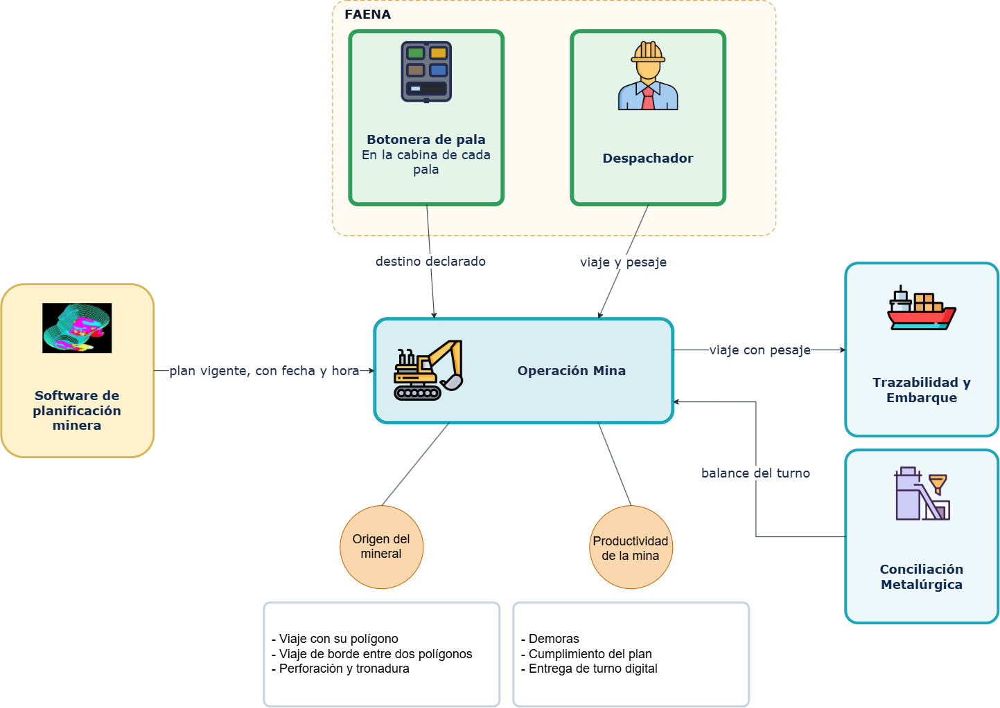 FAENA
Botonera de pala
En la cabina de cada
pala
Despachador
destino declarado
viaje y pesaje
Software de
planificación
minera
plan vigente, con fecha y hora
Operación Mina
viaje con pesaje
Trazabilidad y
Embarque
balance del turno
Conciliación
Metalúrgica
Origen del
mineral
Productividad
de la mina
- Viaje con su polígono
- Viaje de borde entre dos polígonos
- Perforación y tronadura
- Demoras
- Cumplimiento del plan
- Entrega de turno digital